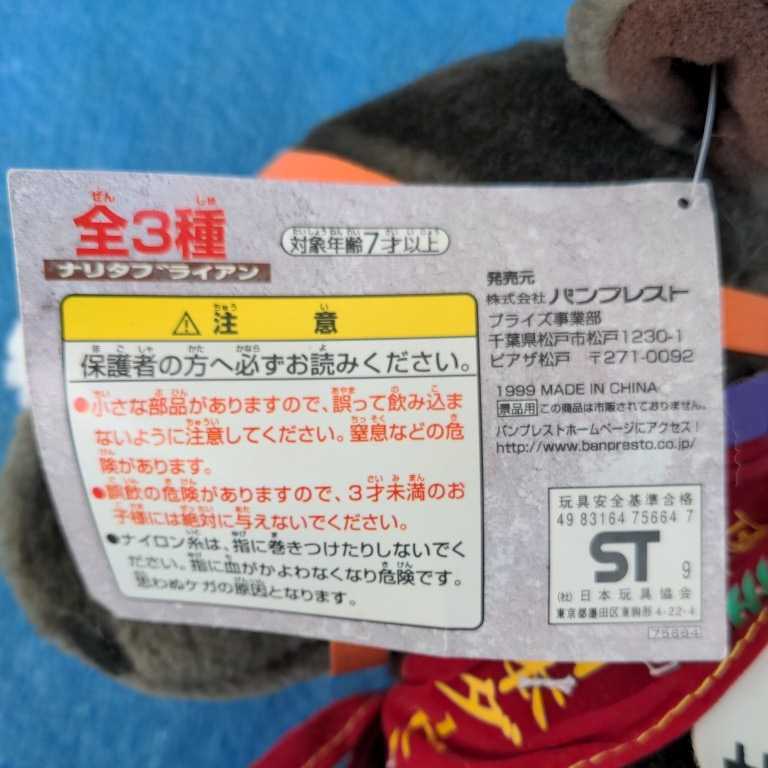 全3種
ナリタブライアン
対象年齢7才以上
注意
保護者の方へ必ずお読みください。
●小さな部品がありますので、誤って飲み込ま
ないように注意してください。窒息などの危
険があります。
●誤飲の危険がありますので、3才未満のお
子様には絶対に与えないでください。
●ナイロン糸は、指に巻きつけたりしないでく
ださい。指に血がかよわなくなり危険です。
思わぬケガの原因となります。
発売元
株式会社 バンプレスト
プライズ事業部
千葉県松戸市松戸1230-1
ピアザ松戸 〒271-0092
1999 MADE IN CHINA
景品用 この商品は市販されておりません。
バンプレストホームページにアクセス!
http://www.banpresto.co.jp/
玩具安全基準合格
49 83164 75664 7
ST 9
(社)日本玩具協会
東京都墨田区東駒形4-22-4
75664